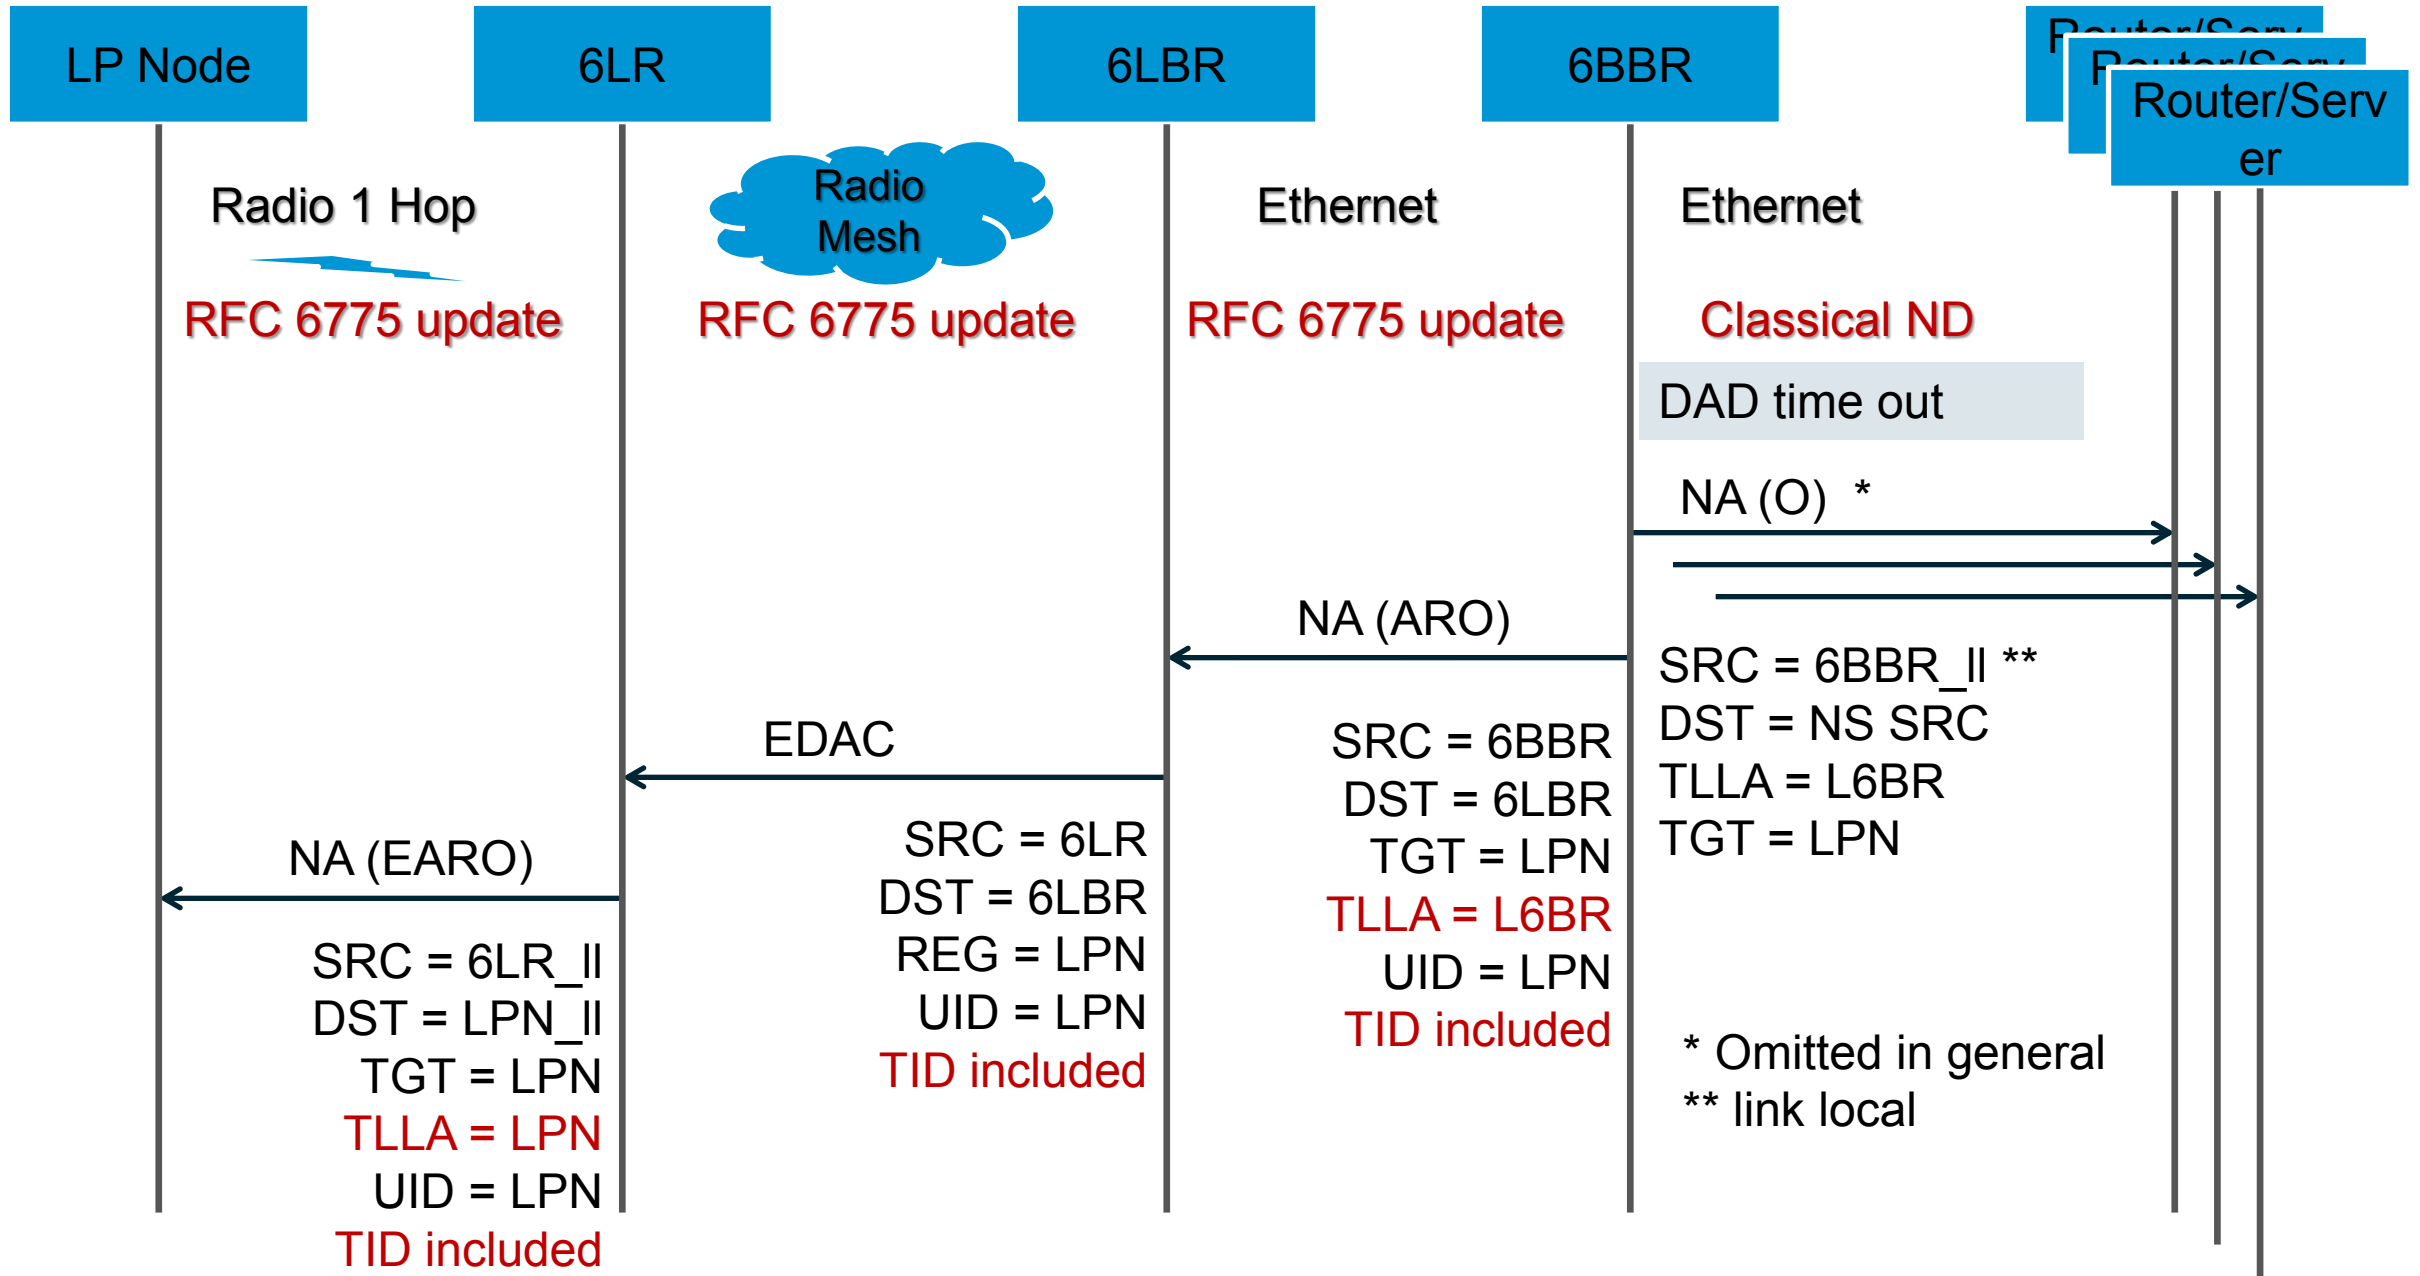 LP Node
6LR
6LBR
6BBR
Router/Serv
Router/Serv
Router/Serv
er
Radio 1 Hop
Radio
Mesh
Ethernet
Ethernet
RFC 6775 update
RFC 6775 update
RFC 6775 update
Classical ND
DAD time out
NA (O) *
NA (ARO)
SRC = 6BBR_ll **
DST = NS SRC
TLLA = L6BR
TGT = LPN
EDAC
SRC = 6BBR
DST = 6LBR
TGT = LPN
TLLA = L6BR
UID = LPN
TID included
NA (EARO)
SRC = 6LR
DST = 6LBR
REG = LPN
UID = LPN
TID included
SRC = 6LR_ll
DST = LPN_ll
TGT = LPN
TLLA = LPN
UID = LPN
TID included
* Omitted in general
** link local